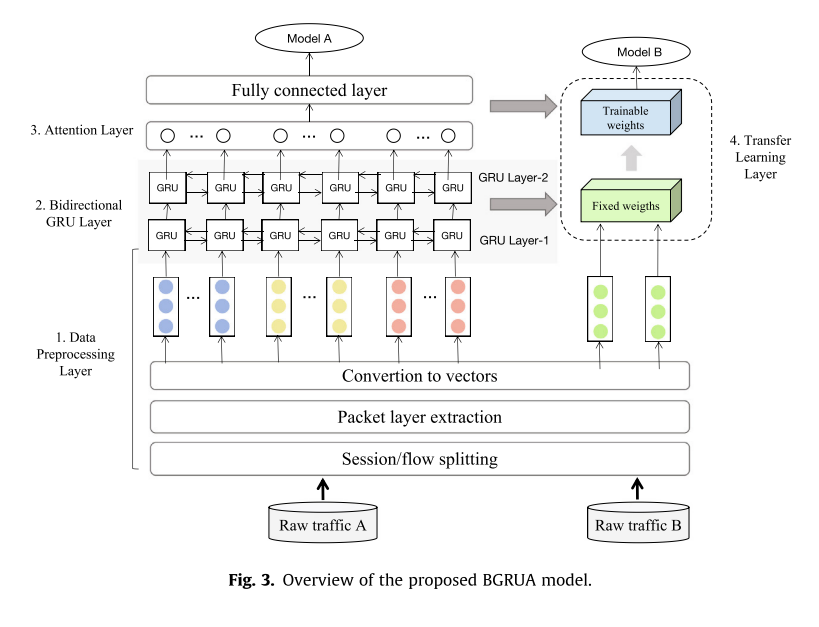 Model A
Model B
Fully connected layer
Trainable
weights
3. Attention Layer
... ... ...
4. Transfer
Learning
Layer
GRU GRU GRU GRU GRU GRU
GRU Layer-2
2. Bidirectional
GRU Layer
Fixed weigths
GRU GRU GRU GRU GRU GRU
GRU Layer-1
... ... ...
1. Data
Preprocessing
Layer
Convertion to vectors
Packet layer extraction
Session/flow splitting
Raw traffic A
Raw traffic B
Fig. 3. Overview of the proposed BGRUA model.